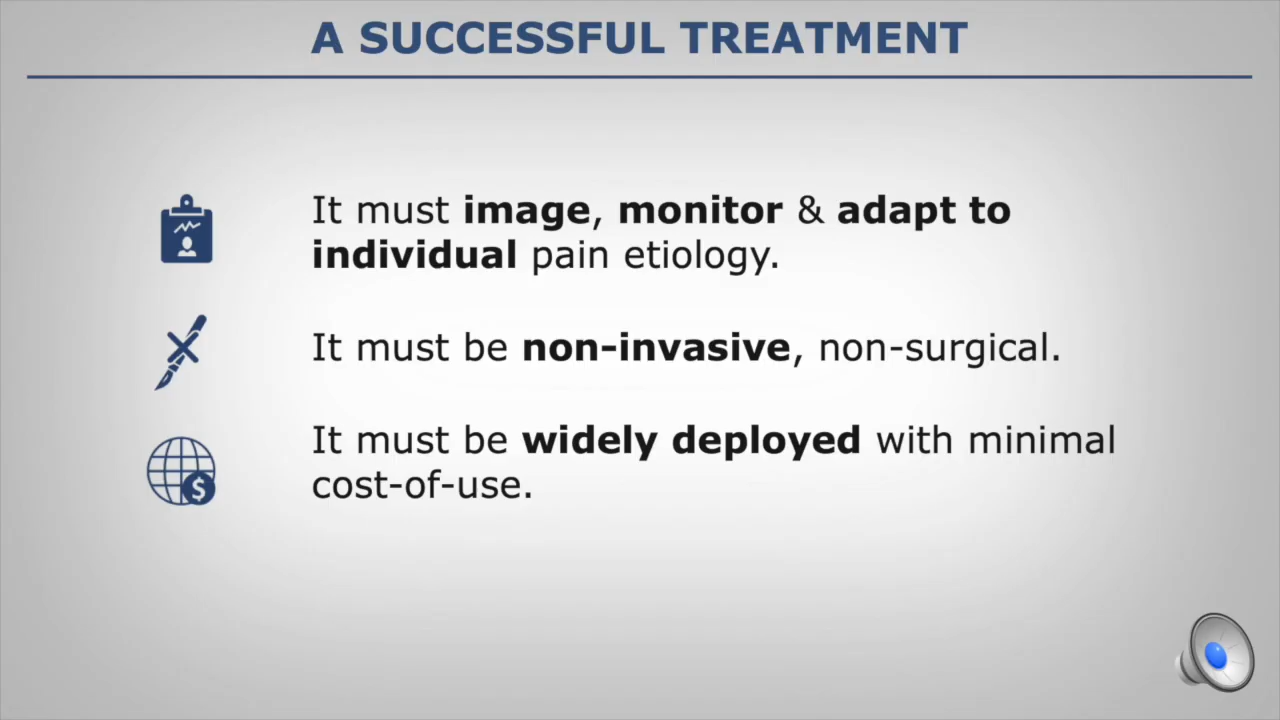 A SUCCESSFUL TREATMENT
It must image, monitor & adapt to
individual pain etiology.
It must be non-invasive, non-surgical.
It must be widely deployed with minimal
cost-of-use.
$